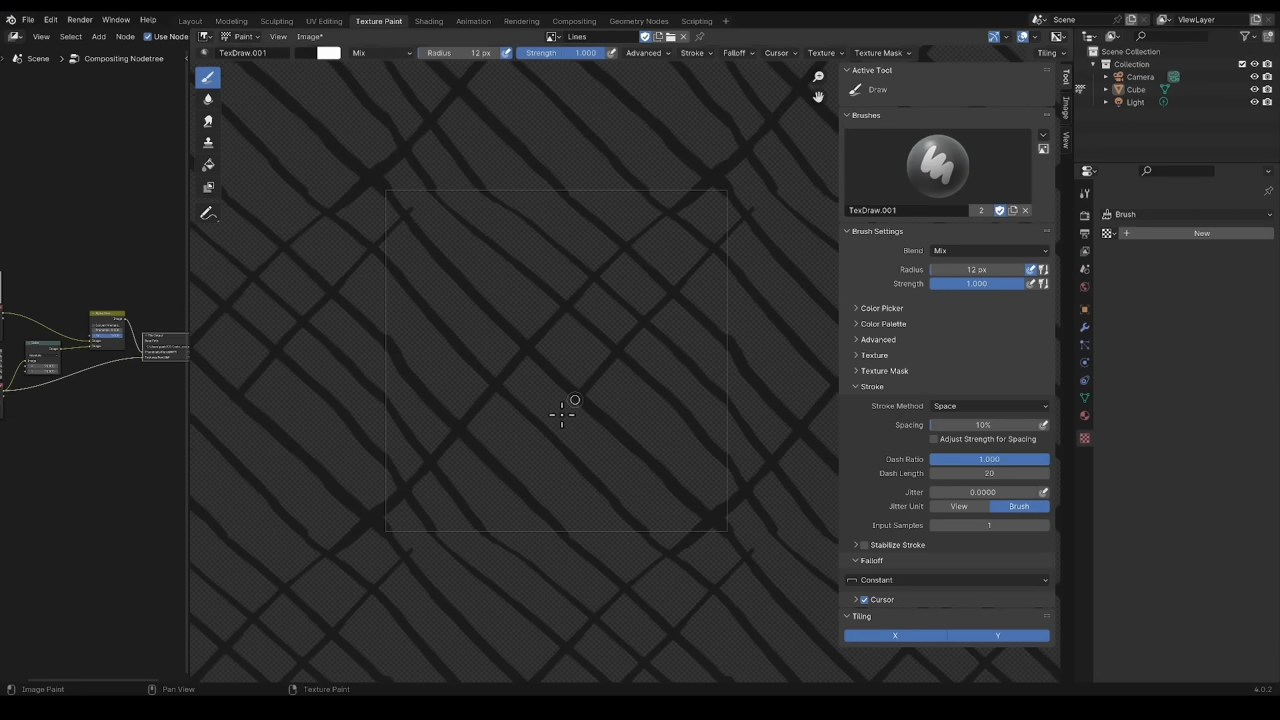 File Edit Render Window Help Layout Modeling Sculpting UV Editing Texture Paint Shading Animation Rendering Compositing Geometry Nodes Scripting + Scene ViewLayer
View Select Add Node Use Node Paint View Image* Lines
TexDraw.001 Mix Radius 12 px Strength 1.000 Advanced Stroke Falloff Cursor Texture Texture Mask Tiling
Scene Compositing Nodetree
Scene Collection
Collection
Camera
Cube
Light
Active Tool
Draw
Brushes
TexDraw.001 2
Brush Settings
Blend Mix
Radius 12 px
Strength 1.000
Color Picker
Color Palette
Advanced
Texture
Texture Mask
Stroke
Stroke Method Space
Spacing 10%
Adjust Strength for Spacing
Dash Ratio 1.000
Dash Length 20
Jitter 0.0000
Jitter Unit View Brush
Input Samples 1
Stabilize Stroke
Falloff
Constant
Cursor
Tiling
X Y
Tool
Image
View
Brush
New
Image Paint Pan View Texture Paint 4.0.2